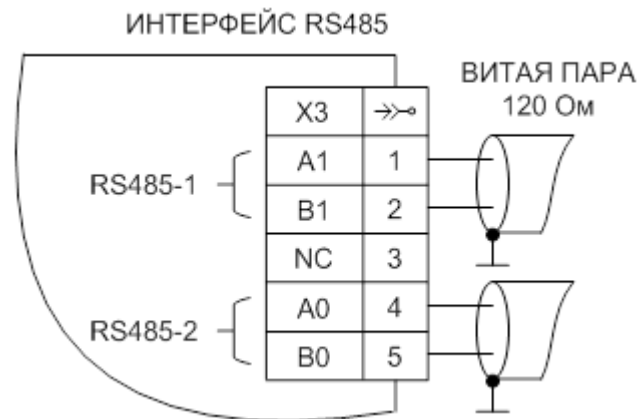 ИНТЕРФЕЙС RS485
ВИТАЯ ПАРА
120 Ом
X3
RS485-1
A1 1
B1 2
NC 3
RS485-2
A0 4
B0 5